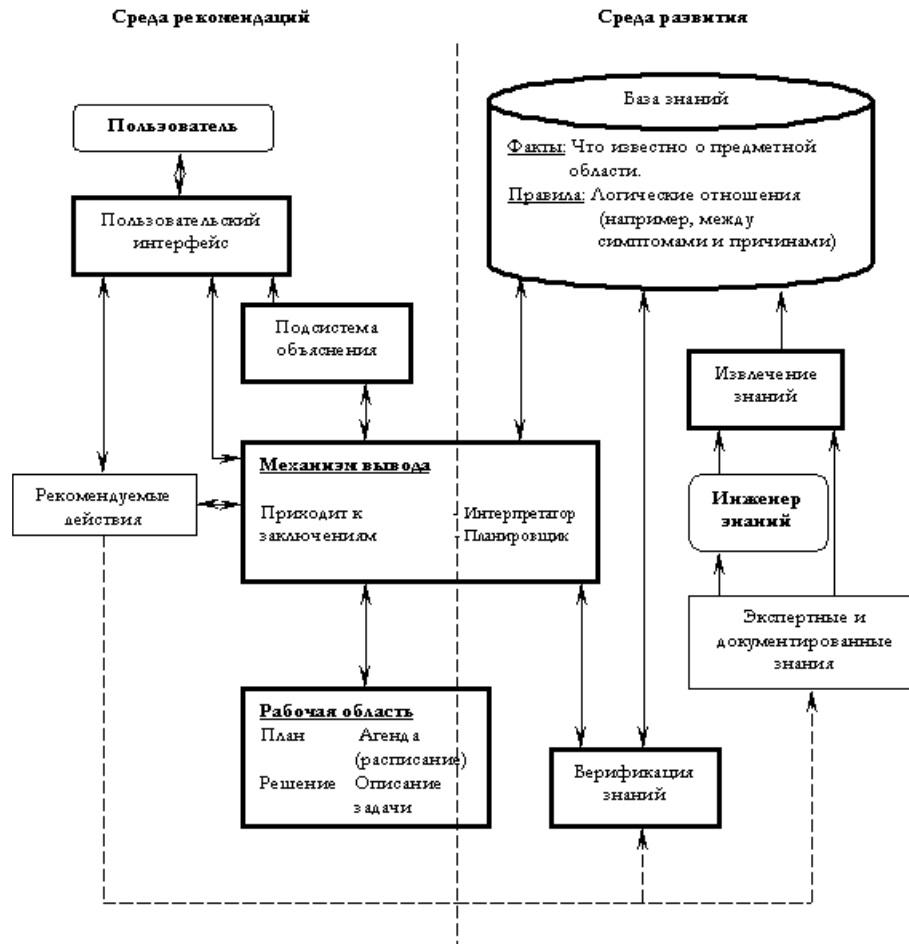 Среда рекомендаций
Среда развития
База знаний
Пользователь
Факты: Что известно о предметной
области.
Правила: Логические отношения
(например, между
симптомами и причинами)
Пользовательский
интерфейс
Подсистема
объяснения
Извлечение
знаний
Механизм вывода
Приходит к
заключениям
- Интерпретатор
- Планировщик
Рекомендуемые
действия
Инженер
знаний
Экспертные и
документированные
знания
Рабочая область
План Агенда
(расписание)
Решение Описание
задачи
Верификация
знаний